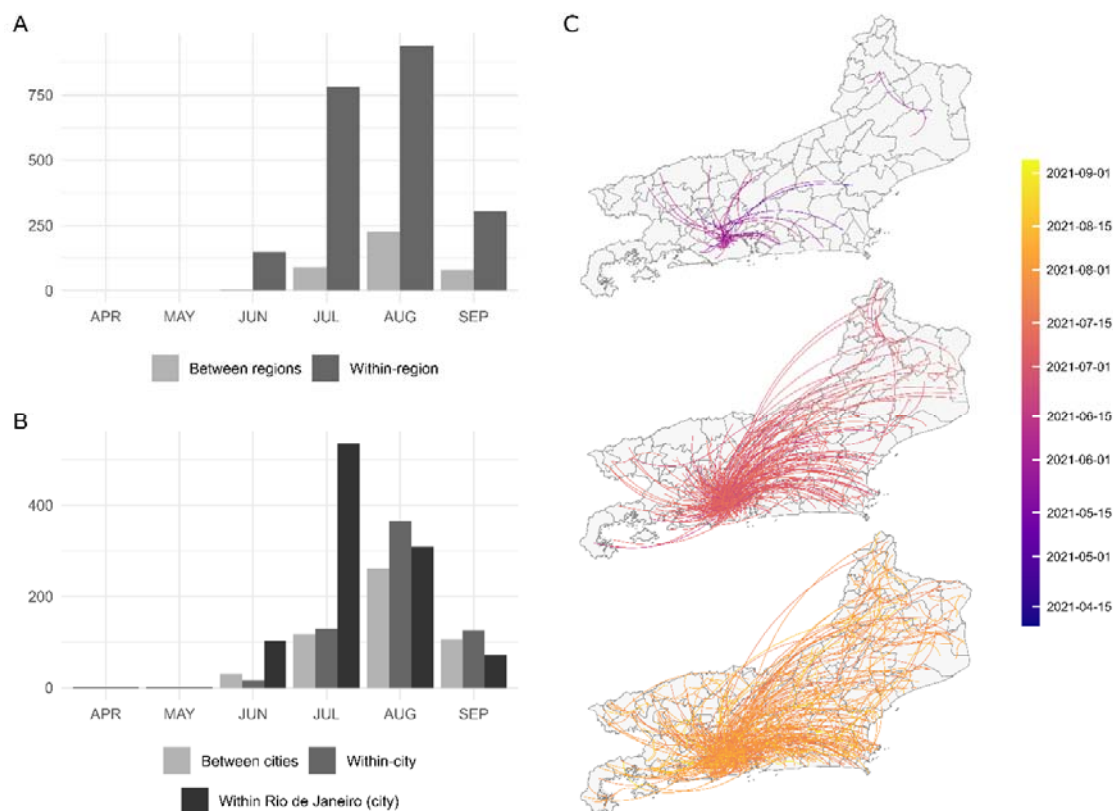 A
750
500
250
0
APR MAY JUN JUL AUG SEP
Between regions Within-region
B
400
200
0
APR MAY JUN JUL AUG SEP
Between cities Within-city
Within Rio de Janeiro (city)
C
2021-09-01
2021-08-15
2021-08-01
2021-07-15
2021-07-01
2021-06-15
2021-06-01
2021-05-15
2021-05-01
2021-04-15